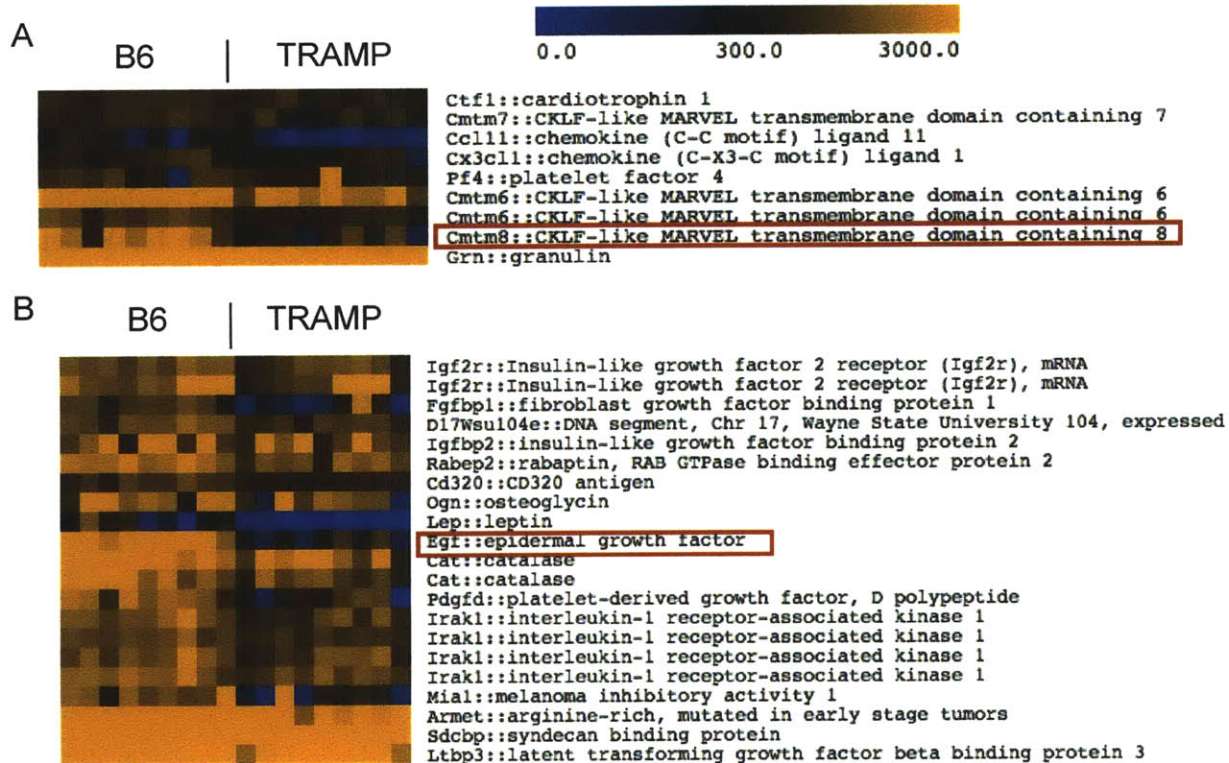 A
B6 | TRAMP
0.0 300.0 3000.0
Ctf1::cardiotrophin 1
Cmtm7::CKLF-like MARVEL transmembrane domain containing 7
Ccl11::chemokine (C-C motif) ligand 11
Cx3cl1::chemokine (C-X3-C motif) ligand 1
Pf4::platelet factor 4
Cmtm6::CKLF-like MARVEL transmembrane domain containing 6
Cmtm6::CKLF-like MARVEL transmembrane domain containing 6
Cmtm8::CKLF-like MARVEL transmembrane domain containing 8
Grn::granulin
B
B6 | TRAMP
Igf2r::Insulin-like growth factor 2 receptor (Igf2r), mRNA
Igf2r::Insulin-like growth factor 2 receptor (Igf2r), mRNA
Fgfbp1::fibroblast growth factor binding protein 1
D17Wsu104e::DNA segment, Chr 17, Wayne State University 104, expressed
Igfbp2::insulin-like growth factor binding protein 2
Rabep2::rabaptin, RAB GTPase binding effector protein 2
Cd320::CD320 antigen
Ogn::osteoglycin
Lep::leptin
Egf::epidermal growth factor
Cat::catalase
Cat::catalase
Pdgfd::platelet-derived growth factor, D polypeptide
Irak1::interleukin-1 receptor-associated kinase 1
Irak1::interleukin-1 receptor-associated kinase 1
Irak1::interleukin-1 receptor-associated kinase 1
Irak1::interleukin-1 receptor-associated kinase 1
Mia1::melanoma inhibitory activity 1
Armet::arginine-rich, mutated in early stage tumors
Sdcbp::syndecan binding protein
Ltbp3::latent transforming growth factor beta binding protein 3